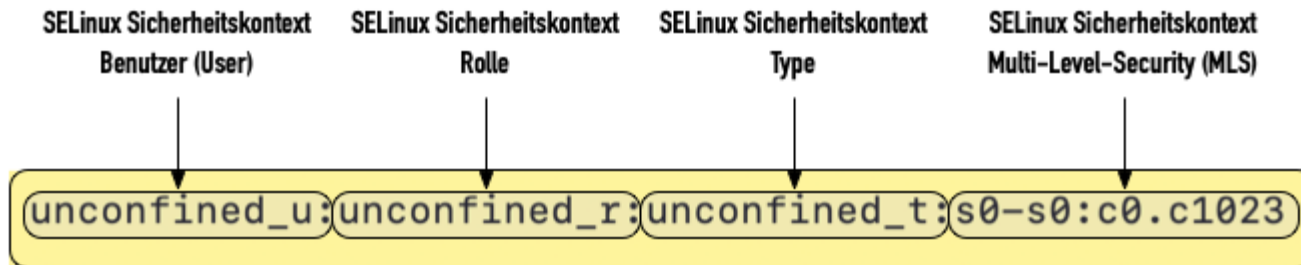 SELinux Sicherheitskontext
Benutzer (User)
SELinux Sicherheitskontext
Rolle
SELinux Sicherheitskontext
Type
SELinux Sicherheitskontext
Multi-Level-Security (MLS)
unconfined_u:unconfined_r:unconfined_t:s0-s0:c0.c1023